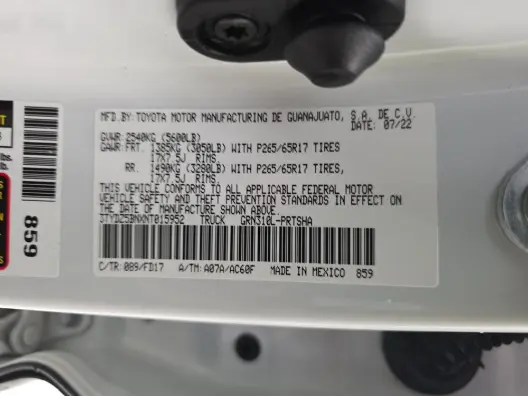 MFD.BY:TOYOTA MOTOR MANUFACTURING DE GUANAJUATO, S.A. DE C.V.
DATE: 07/22
GVWR:2540KG (5600LB)
GAWR:FRT. 1385KG (3050LB) WITH P265/65R17 TIRES
17X7.5J RIMS,
RR. 1490KG (3280LB) WITH P265/65R17 TIRES,
17X7.5J RIMS,
THIS VEHICLE CONFORMS TO ALL APPLICABLE FEDERAL MOTOR
VEHICLE SAFETY AND THEFT PREVENTION STANDARDS IN EFFECT
ON THE DATE OF MANUFACTURE SHOWN ABOVE.
TRUCK GRN310L-PRTSHA
C/TR: 089/FD17 A/TM: A07A/AC60F MADE IN MEXICO 859
859
lbs.